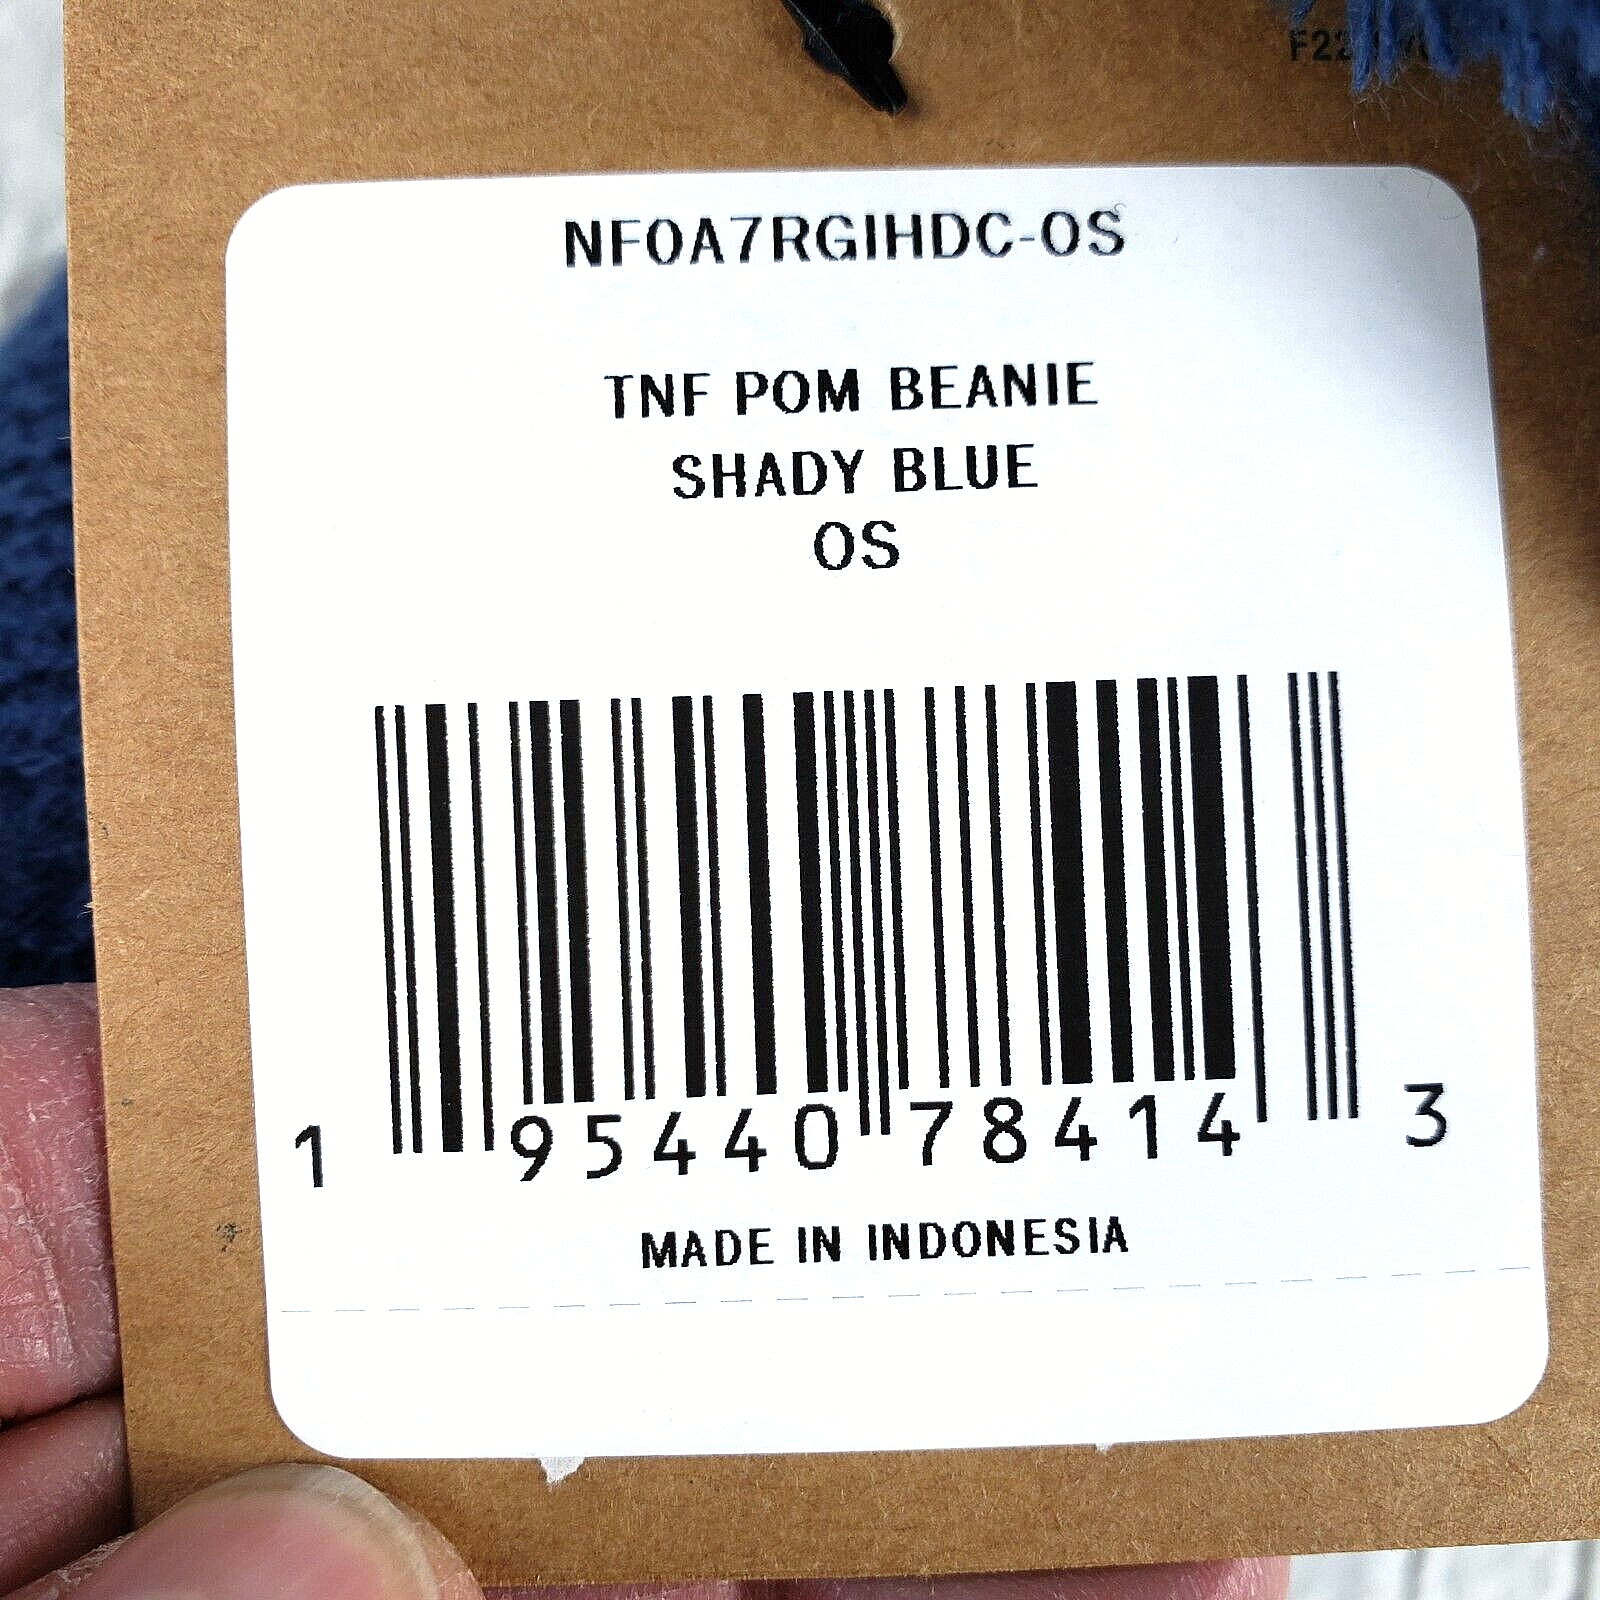 NF0A7RGIHDC-OS
TNF POM BEANIE
SHADY BLUE
OS
1 95440 78414 3
MADE IN INDONESIA